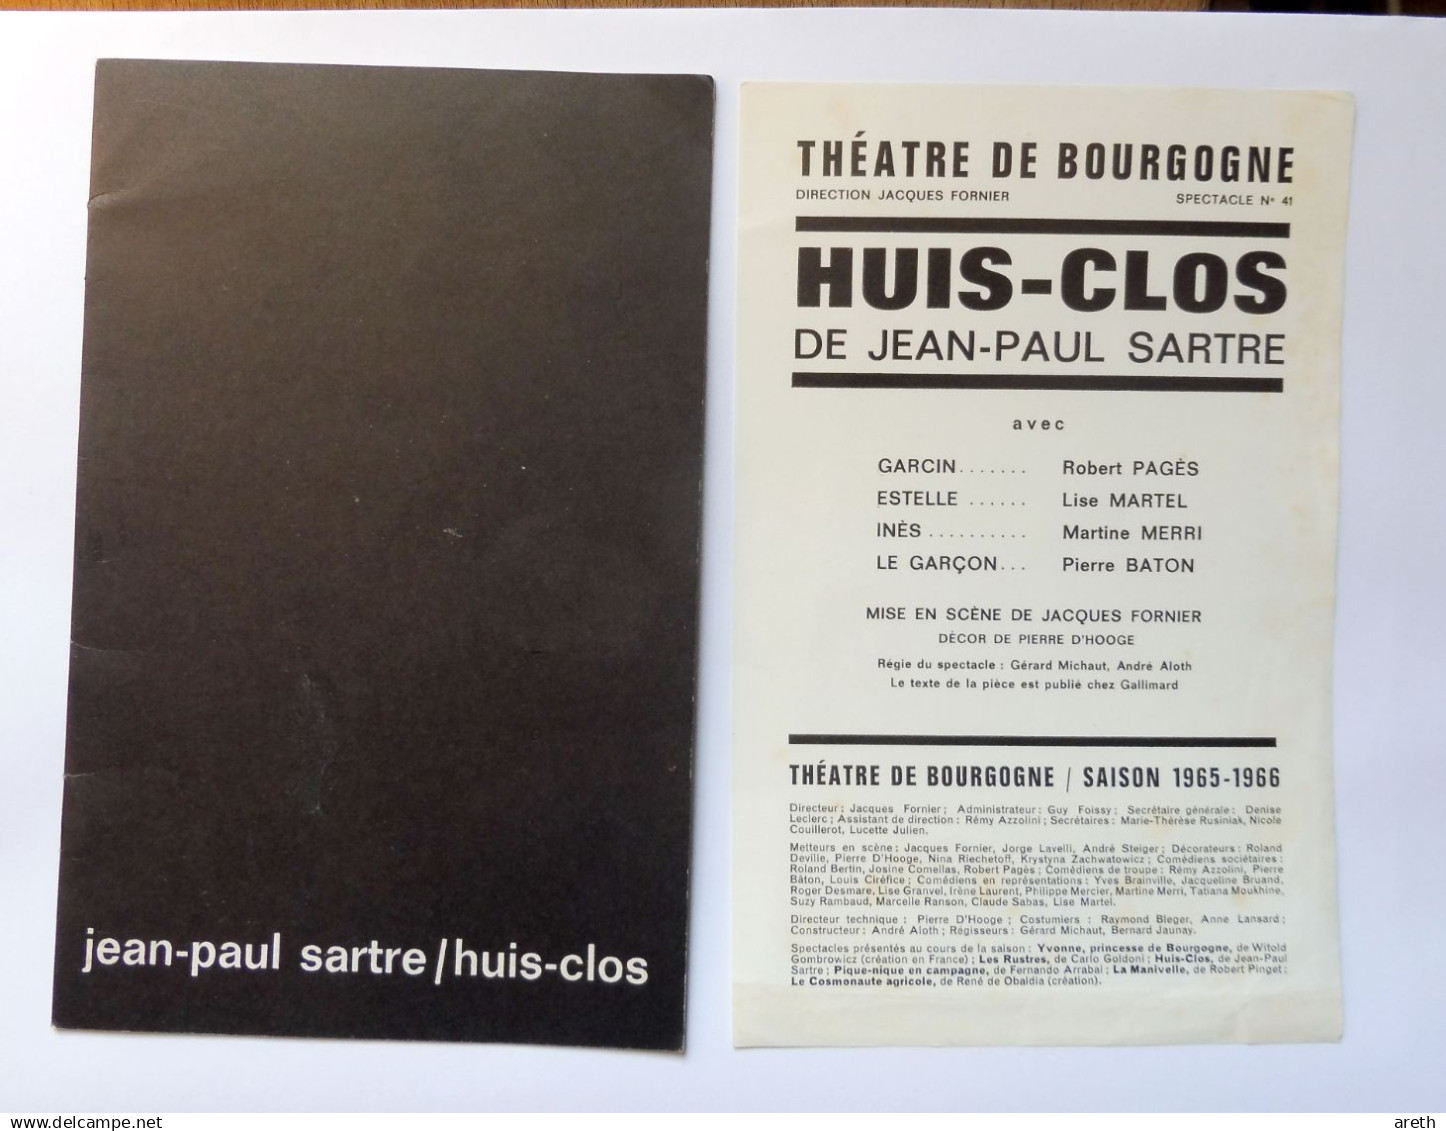 jean-paul sartre/huis-clos
THÉATRE DE BOURGOGNE
DIRECTION JACQUES FORNIER SPECTACLE N° 41
HUIS-CLOS
DE JEAN-PAUL SARTRE
avec
GARCIN....... Robert PAGÈS
ESTELLE ...... Lise MARTEL
INÈS .......... Martine MERRI
LE GARÇON... Pierre BATON
MISE EN SCÈNE DE JACQUES FORNIER
DÉCOR DE PIERRE D'HOOGE
Régie du spectacle : Gérard Michaut, André Aloth
Le texte de la pièce est publié chez Gallimard
THÉATRE DE BOURGOGNE / SAISON 1965-1966
Directeur : Jacques Fornier ; Administrateur : Guy Foissy ; Secrétaire générale : Denise
Leclerc ; Assistant de direction : Rémy Azzolini ; Secrétaires : Marie-Thérèse Rusiniak, Nicole
Couillerot, Lucette Julien.
Metteurs en scène : Jacques Fornier, Jorge Lavelli, André Steiger ; Décorateurs : Roland
Deville, Pierre D'Hooge, Nina Riechetoff, Krystyna Zachwatowicz ; Comédiens sociétaires :
Roland Bertin, Josine Comellas, Robert Pagès ; Comédiens de troupe : Rémy Azzolini, Pierre
Bâton, Louis Ciréfice ; Comédiens en représentations : Yves Brainville, Jacqueline Bruand,
Roger Desmare, Lise Granvel, Irène Laurent, Philippe Mercier, Martine Merri, Tatiana Moukhine,
Suzy Rambaud, Marcelle Ranson, Claude Sabas, Lise Martel.
Directeur technique : Pierre D'Hooge ; Costumiers : Raymond Bleger, Anne Lansard ;
Constructeur : André Aloth ; Régisseurs : Gérard Michaut, Bernard Jaunay.
Spectacles présentés au cours de la saison : Yvonne, princesse de Bourgogne, de Witold
Gombrowicz (création en France) ; Les Rustres, de Carlo Goldoni ; Huis-Clos, de Jean-Paul
Sartre ; Pique-nique en campagne, de Fernando Arrabal ; La Manivelle, de Robert Pinget ;
Le Cosmonaute agricole, de René de Obaldia (création).
delcampe.net
areth